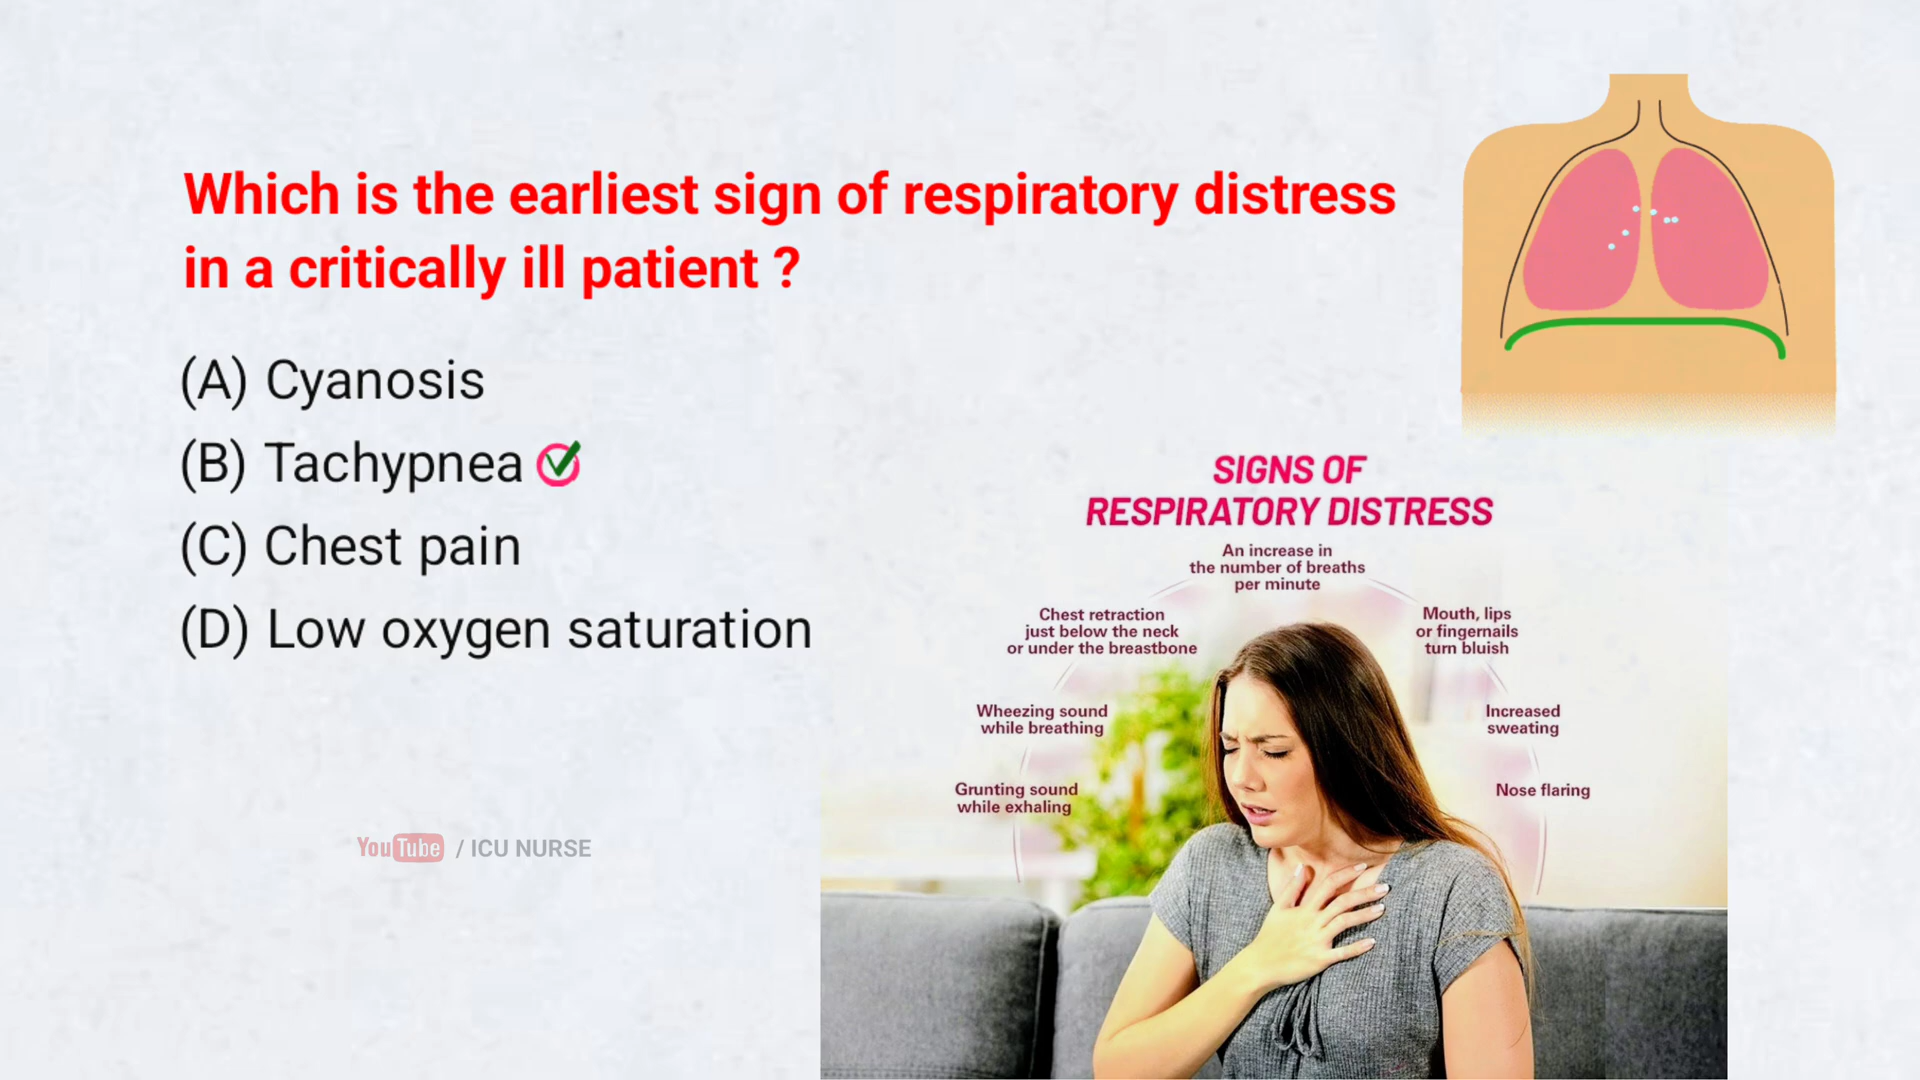 Which is the earliest sign of respiratory distress
in a critically ill patient ?
(A) Cyanosis
(B) Tachypnea
(C) Chest pain
(D) Low oxygen saturation
SIGNS OF
RESPIRATORY DISTRESS
An increase in
the number of breaths
per minute
Chest retraction
just below the neck
or under the breastbone
Mouth, lips
or fingernails
turn bluish
Wheezing sound
while breathing
Increased
sweating
Grunting sound
while exhaling
Nose flaring
YouTube / ICU NURSE